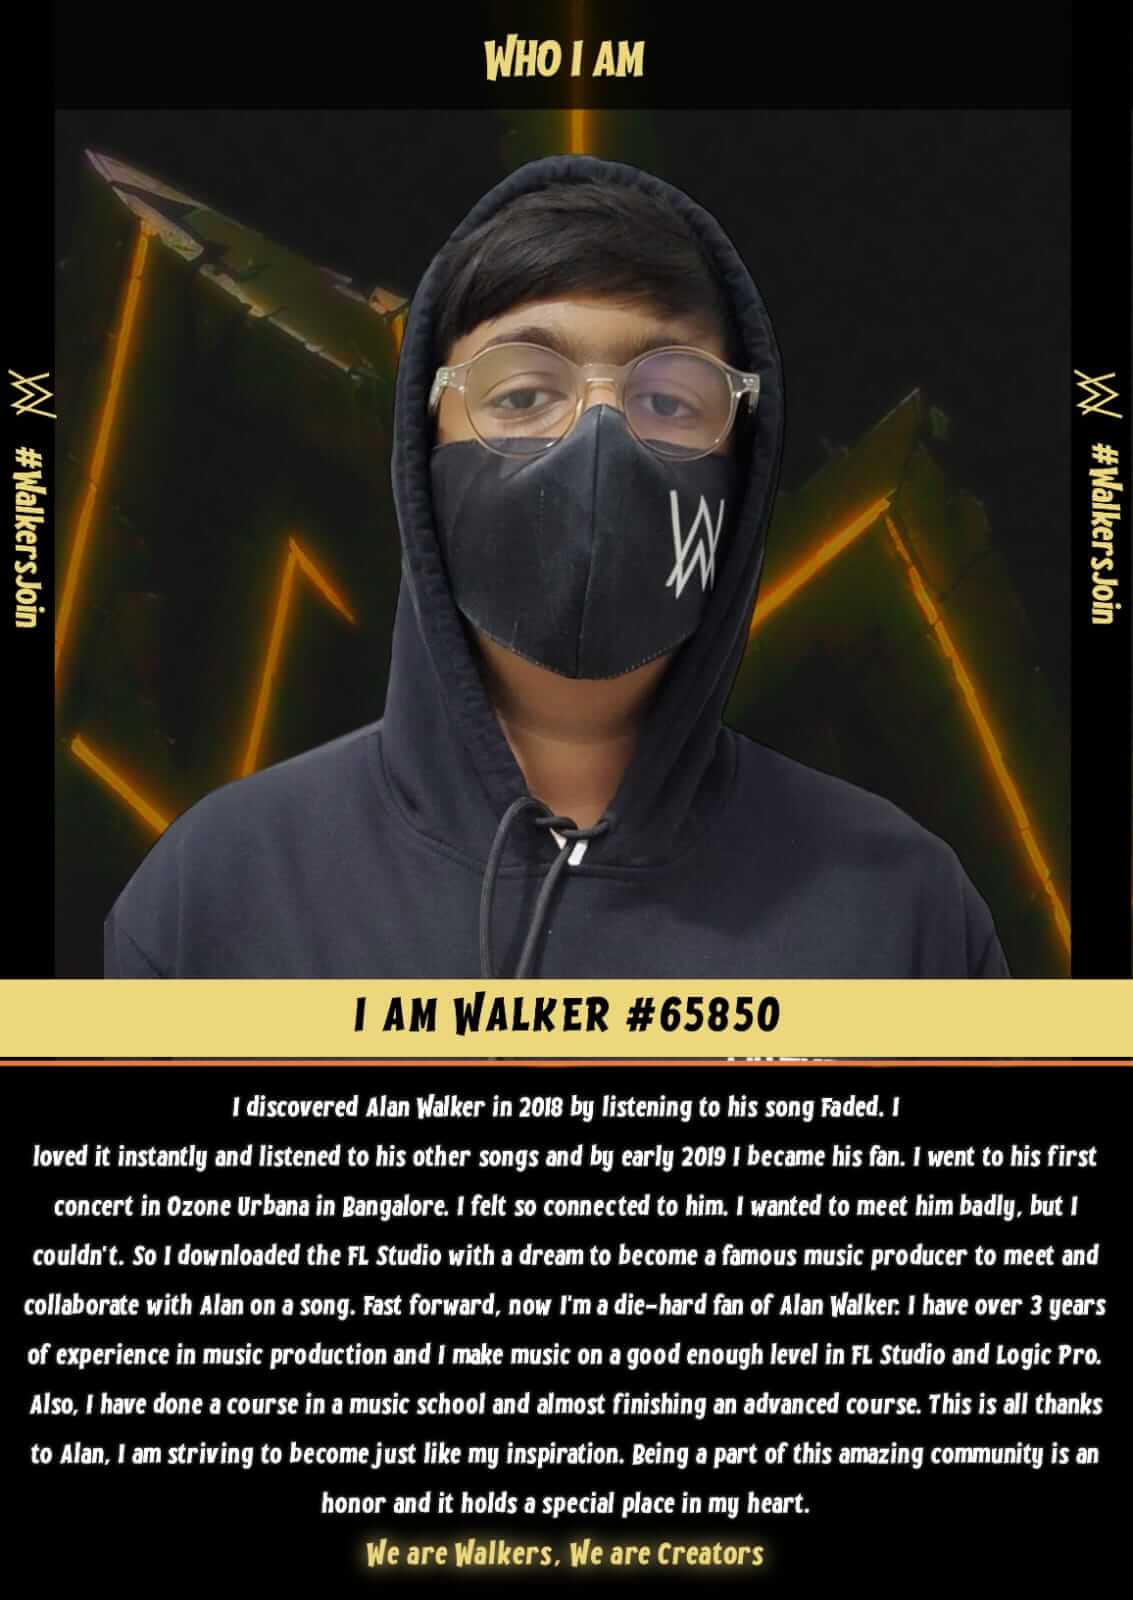 WHO I AM
#WalkersJoin
#WalkersJoin
I AM WALKER #65850
I discovered Alan Walker in 2018 by listening to his song Faded. I
loved it instantly and listened to his other songs and by early 2019 I became his fan. I went to his first
concert in Ozone Urbana in Bangalore. I felt so connected to him. I wanted to meet him badly, but I
couldn't. So I downloaded the FL Studio with a dream to become a famous music producer to meet and
collaborate with Alan on a song. Fast forward, now I'm a die-hard fan of Alan Walker. I have over 3 years
of experience in music production and I make music on a good enough level in FL Studio and Logic Pro.
Also, I have done a course in a music school and almost finishing an advanced course. This is all thanks
to Alan, I am striving to become just like my inspiration. Being a part of this amazing community is an
honor and it holds a special place in my heart.
We are Walkers, We are Creators